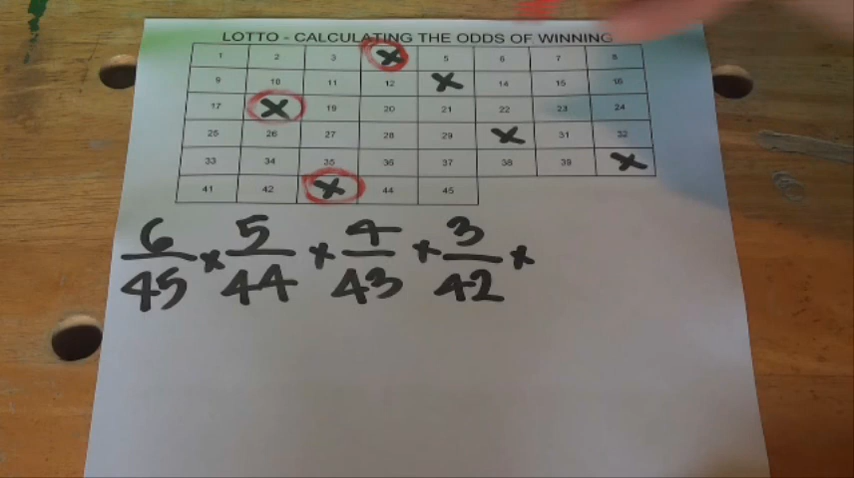 LOTTO - CALCULATING THE ODDS OF WINNING
1 2 3 X 5 6 7 8
9 10 11 12 X 14 15 16
17 X 19 20 21 22 23 24
25 26 27 28 29 X 31 32
33 34 35 36 37 38 39 X
41 42 X 44 45
6/45 × 5/44 × 4/43 × 3/42 ×